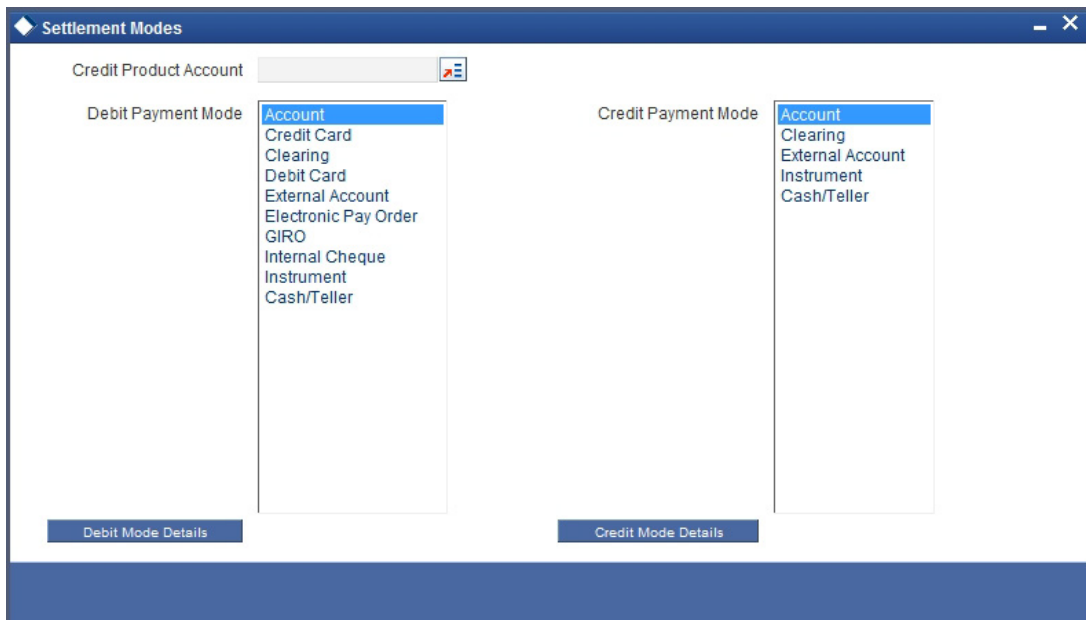 Settlement Modes
Credit Product Account
Debit Payment Mode
Account
Credit Card
Clearing
Debit Card
External Account
Electronic Pay Order
GIRO
Internal Cheque
Instrument
Cash/Teller
Credit Payment Mode
Account
Clearing
External Account
Instrument
Cash/Teller
Debit Mode Details
Credit Mode Details